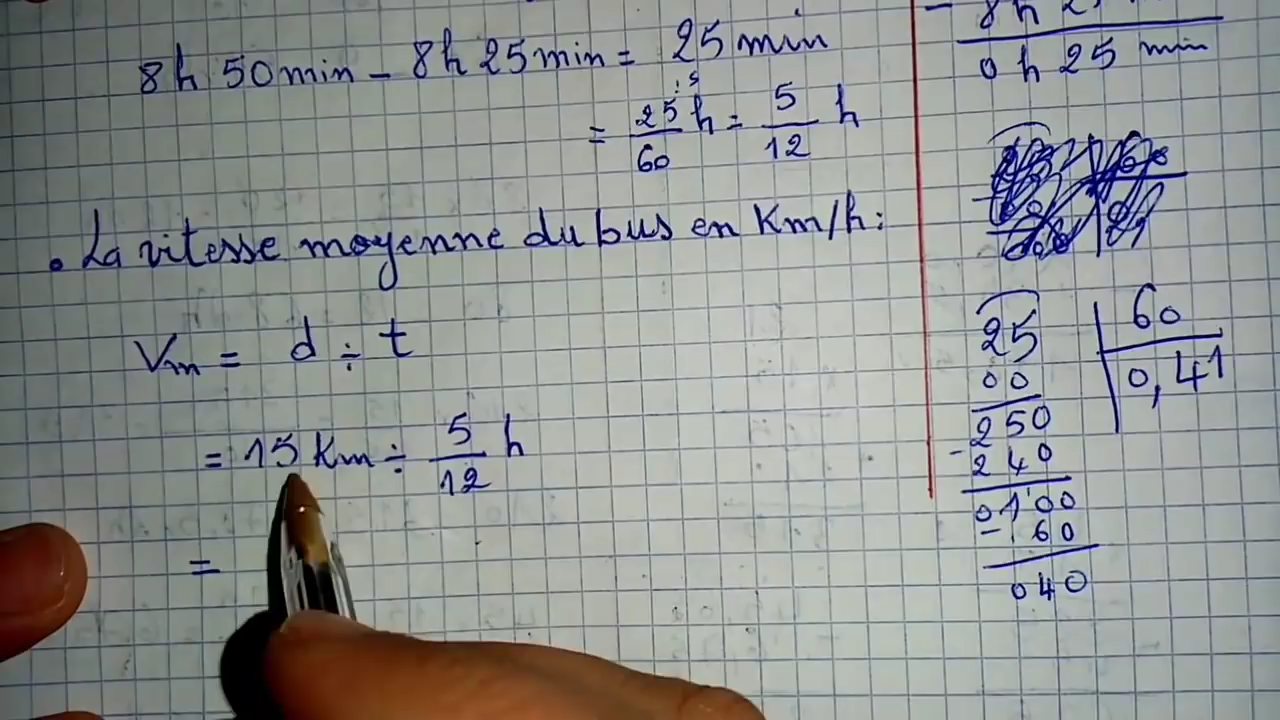 8h 50min - 8h 25min = 25 min
= 25/60 h = 5/12 h
. La vitesse moyenne du bus en Km/h:
Vm = d ÷ t
= 15 Km ÷ 5/12 h
=
0 h 25 min
25 | 60
00 | 0,41
250
- 240
0100
- 60
040